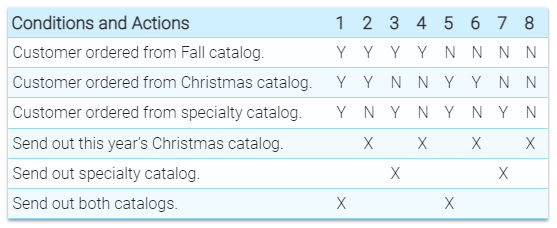 Conditions and Actions 1 2 3 4 5 6 7 8
Customer ordered from Fall catalog. Y Y Y Y N N N N
Customer ordered from Christmas catalog. Y Y N N Y Y N N
Customer ordered from specialty catalog. Y N Y N Y N Y N
Send out this year's Christmas catalog. X X X X
Send out specialty catalog. X X
Send out both catalogs. X X